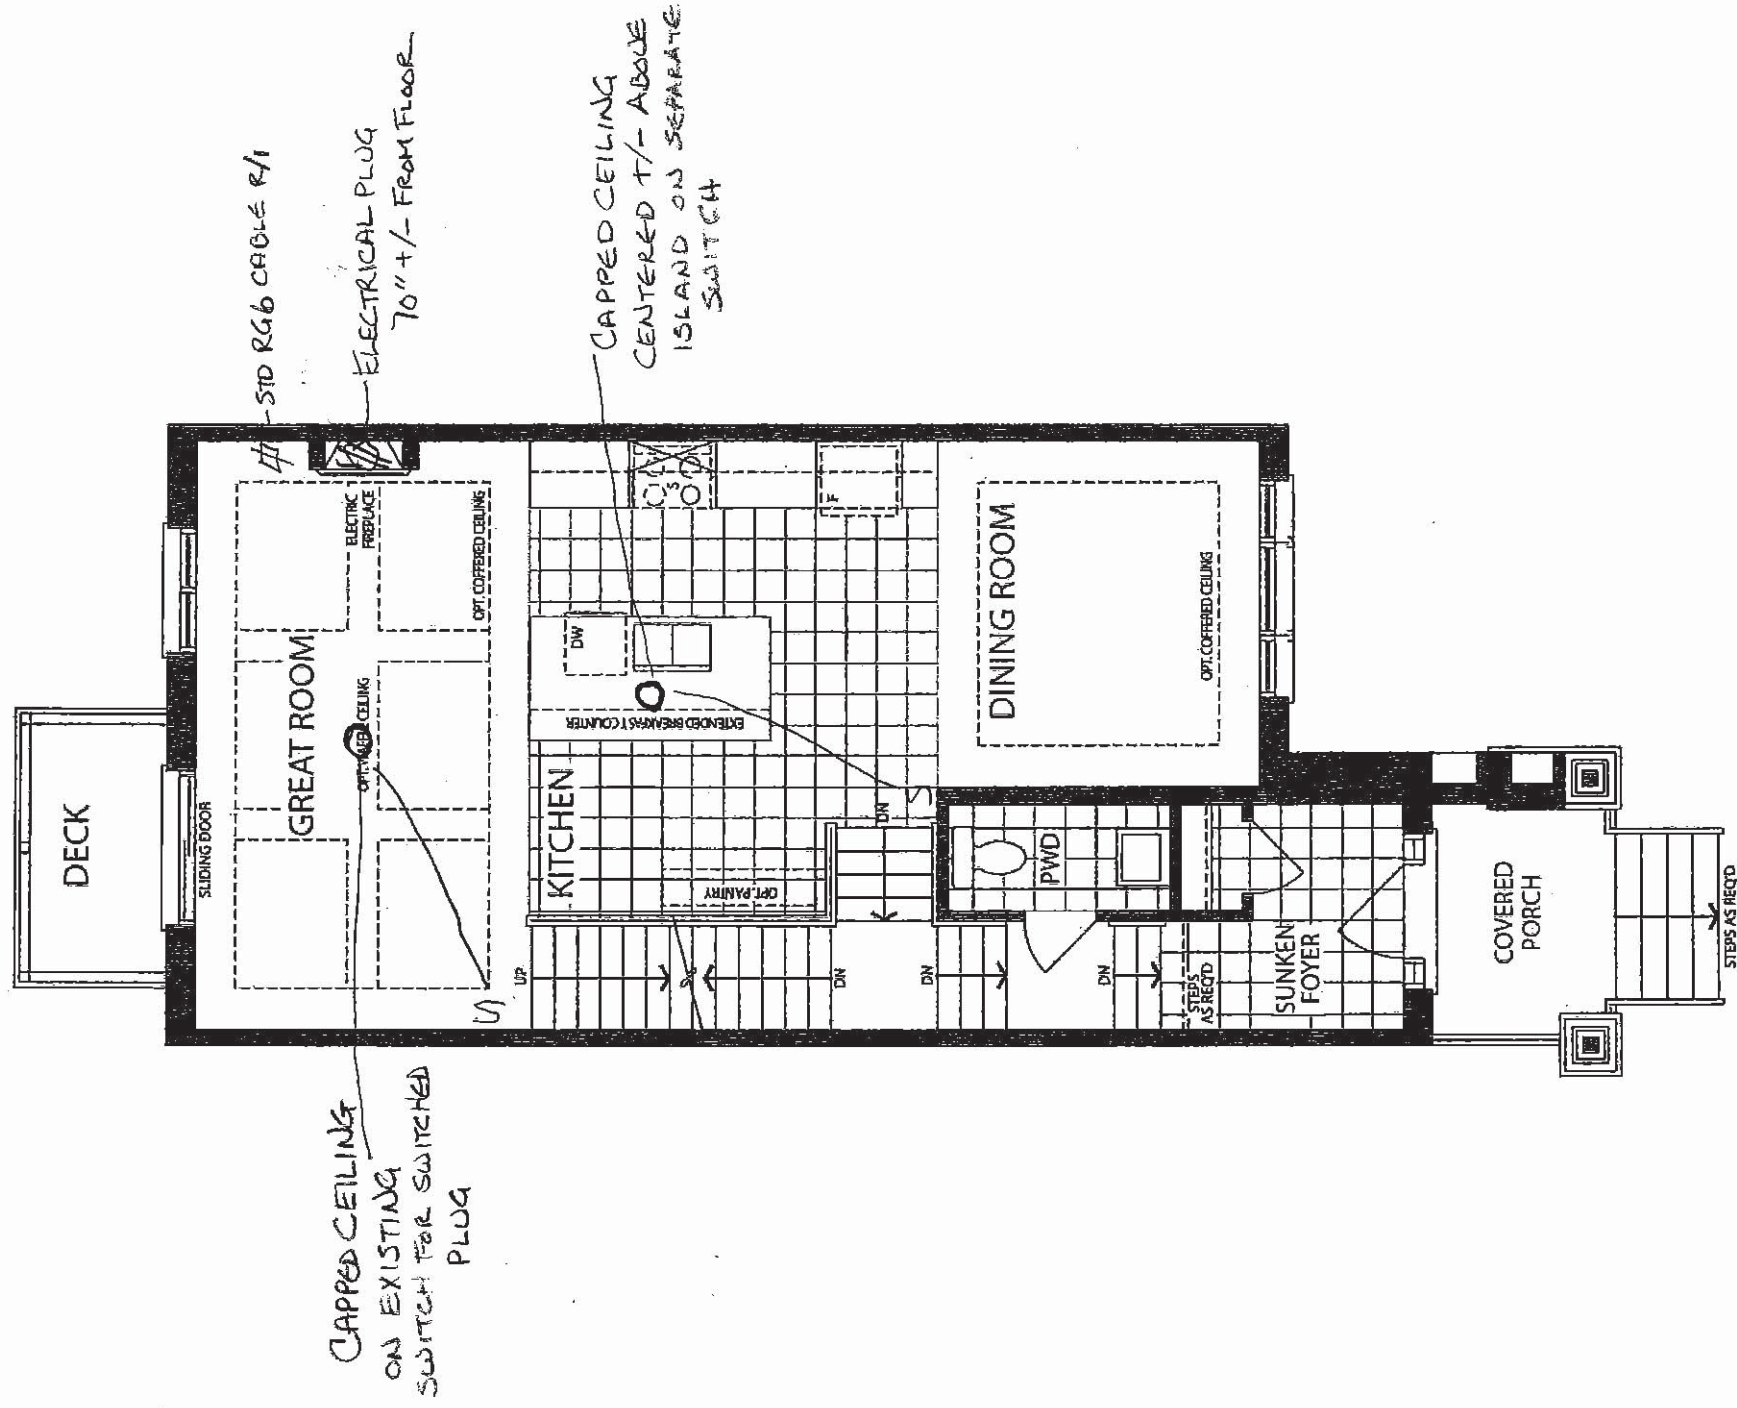 STD RG6 CABLE R/I
ELECTRICAL PLUG
70" +/- FROM FLOOR
CAPPED CEILING
CENTERED +/- ABOVE
ISLAND ON SEPARATE
SWITCH
CAPPED CEILING
ON EXISTING
SWITCH FOR SWITCHED
PLUG
DECK
SLIDING DOOR
GREAT ROOM
ELECTRIC
FIREPLACE
OPT. COFFERED CEILING
OPT. WAFFLE CEILING
S
UP
KITCHEN
DW
S
F
EXTENDED BREAKFAST COUNTER
OPT. PANTRY
DN
S
DN
DN
DN
DINING ROOM
OPT. COFFERED CEILING
PWD
STEPS
AS REQ'D
SUNKEN
FOYER
COVERED
PORCH
STEPS AS REQ'D